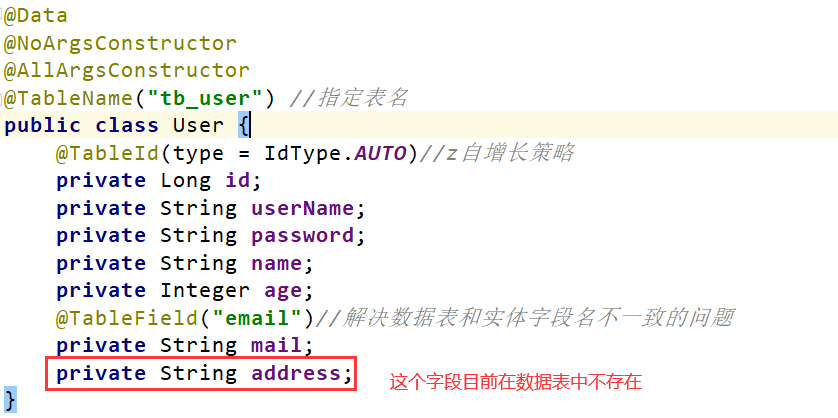 @Data
@NoArgsConstructor
@AllArgsConstructor
@TableName("tb_user") //指定表名
public class User {
@TableId(type = IdType.AUTO)//z自增长策略
private Long id;
private String userName;
private String password;
private String name;
private Integer age;
@TableField("email")//解决数据表和实体字段名不一致的问题
private String mail;
private String address; 这个字段目前在数据表中不存在
}